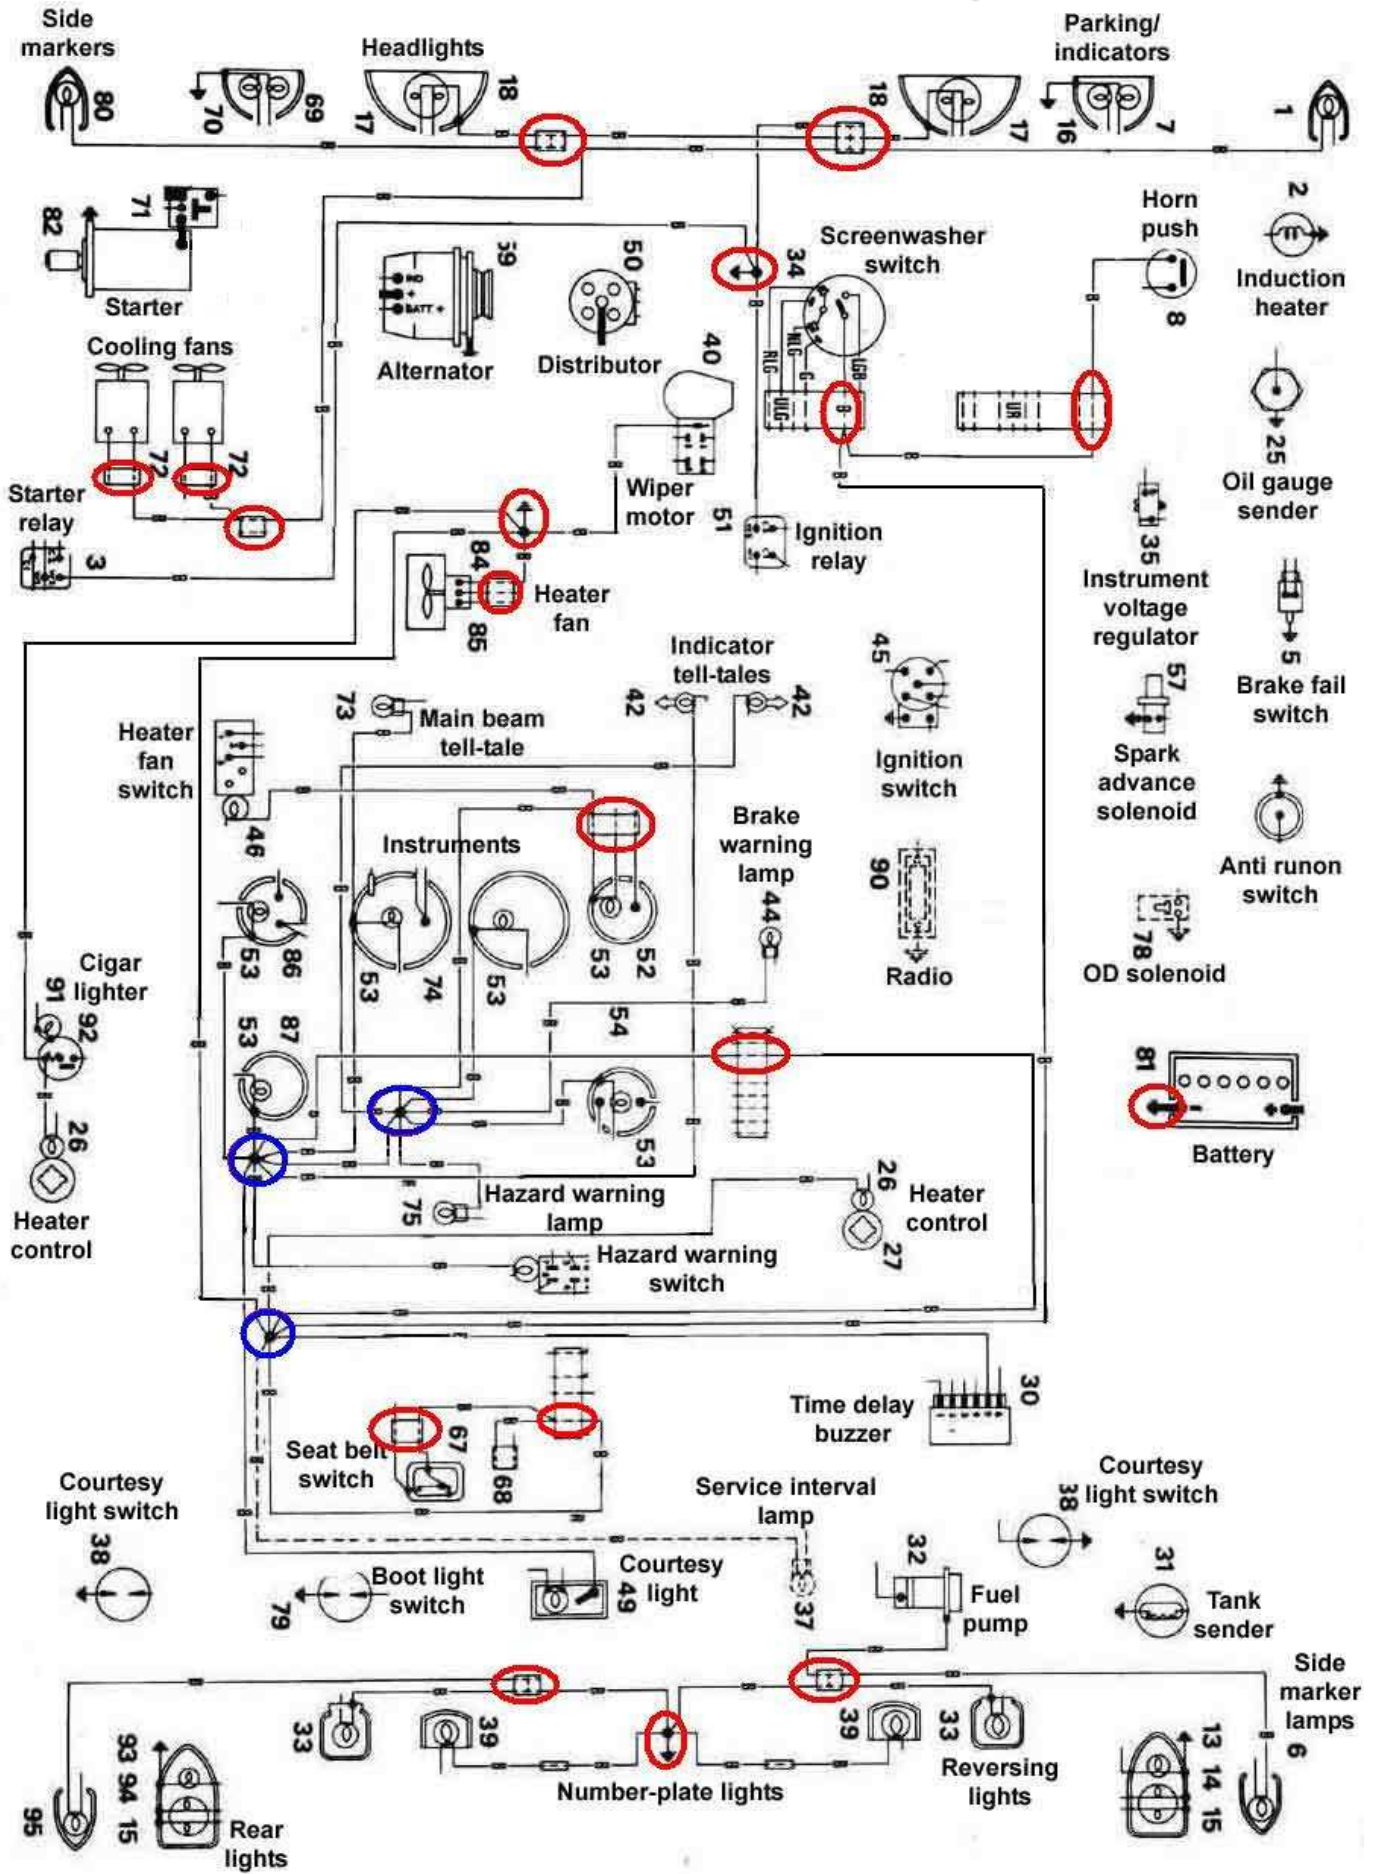 Side
markers
Headlights
Parking/
indicators
80
70
69
17
18
18
17
16
7
1
71
82
Starter
IND
+
BATT +
Alternator
50
Distributor
34
Screenwasher
switch
Horn
push
8
2
Induction
heater
Cooling fans
72
72
40
RLG
ULG
NLG
G
LGB
B
UR
25
Oil gauge
sender
Starter
relay
3
Wiper
motor
51
Ignition
relay
84
85
Heater
fan
35
Instrument
voltage
regulator
5
Brake fail
switch
Indicator
tell-tales
42
42
45
Ignition
switch
57
Spark
advance
solenoid
73
Main beam
tell-tale
Heater
fan
switch
46
Instruments
Brake
warning
lamp
44
90
Radio
Anti runon
switch
78
OD solenoid
53
86
53
74
53
53
52
91
92
Cigar
lighter
53
87
54
53
81
-
+
Battery
26
Heater
control
75
Hazard warning
lamp
26
27
Heater
control
Hazard warning
switch
30
Time delay
buzzer
67
68
Seat belt
switch
Courtesy
light switch
38
Service interval
lamp
37
Courtesy
light switch
38
79
Boot light
switch
49
Courtesy
light
32
Fuel
pump
31
Tank
sender
Side
marker
lamps
6
33
39
39
33
Number-plate lights
Reversing
lights
95
93
94
15
Rear
lights
13
14
15
B